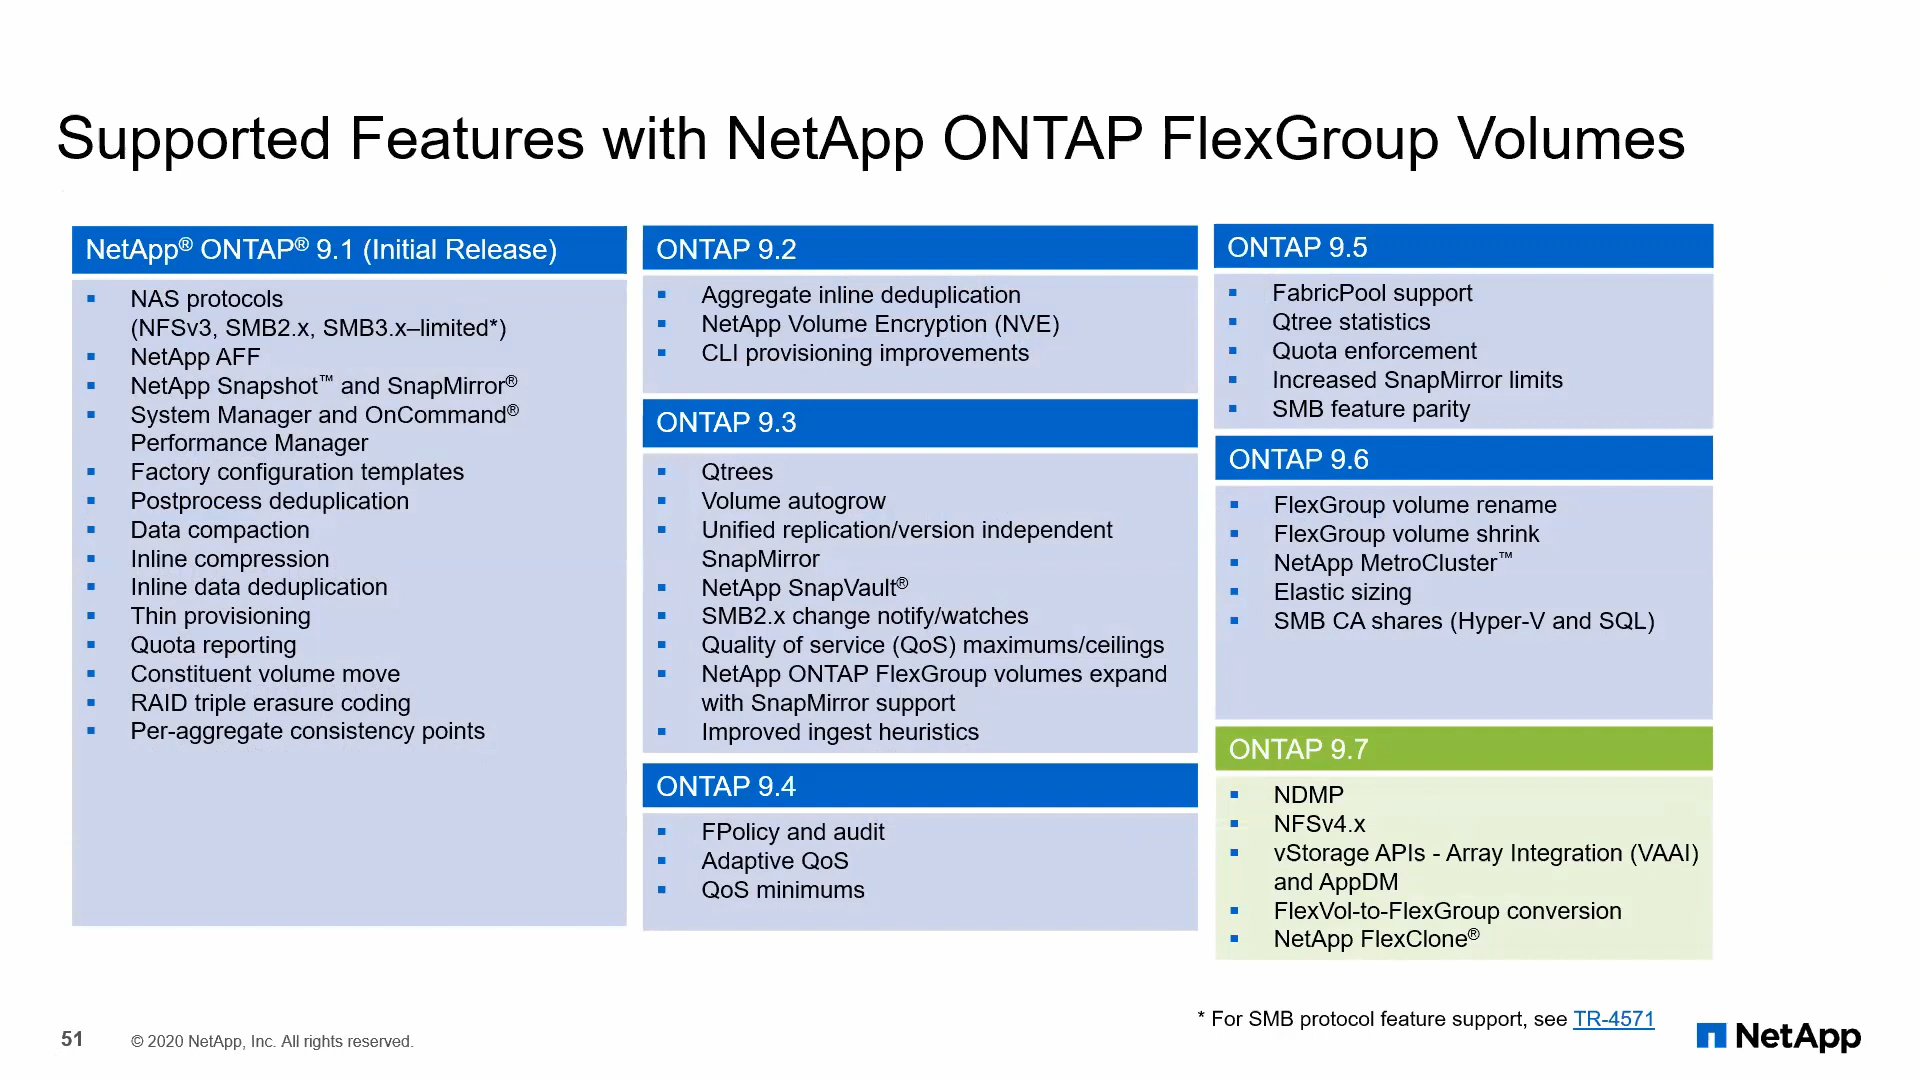 Supported Features with NetApp ONTAP FlexGroup Volumes
NetApp® ONTAP® 9.1 (Initial Release)
▪ NAS protocols
(NFSv3, SMB2.x, SMB3.x–limited*)
▪ NetApp AFF
▪ NetApp Snapshot™ and SnapMirror®
▪ System Manager and OnCommand®
Performance Manager
▪ Factory configuration templates
▪ Postprocess deduplication
▪ Data compaction
▪ Inline compression
▪ Inline data deduplication
▪ Thin provisioning
▪ Quota reporting
▪ Constituent volume move
▪ RAID triple erasure coding
▪ Per-aggregate consistency points
ONTAP 9.2
▪ Aggregate inline deduplication
▪ NetApp Volume Encryption (NVE)
▪ CLI provisioning improvements
ONTAP 9.3
▪ Qtrees
▪ Volume autogrow
▪ Unified replication/version independent
SnapMirror
▪ NetApp SnapVault®
▪ SMB2.x change notify/watches
▪ Quality of service (QoS) maximums/ceilings
▪ NetApp ONTAP FlexGroup volumes expand
with SnapMirror support
▪ Improved ingest heuristics
ONTAP 9.4
▪ FPolicy and audit
▪ Adaptive QoS
▪ QoS minimums
ONTAP 9.5
▪ FabricPool support
▪ Qtree statistics
▪ Quota enforcement
▪ Increased SnapMirror limits
▪ SMB feature parity
ONTAP 9.6
▪ FlexGroup volume rename
▪ FlexGroup volume shrink
▪ NetApp MetroCluster™
▪ Elastic sizing
▪ SMB CA shares (Hyper-V and SQL)
ONTAP 9.7
▪ NDMP
▪ NFSv4.x
▪ vStorage APIs - Array Integration (VAAI)
and AppDM
▪ FlexVol-to-FlexGroup conversion
▪ NetApp FlexClone®
* For SMB protocol feature support, see TR-4571
51
© 2020 NetApp, Inc. All rights reserved.
NetApp